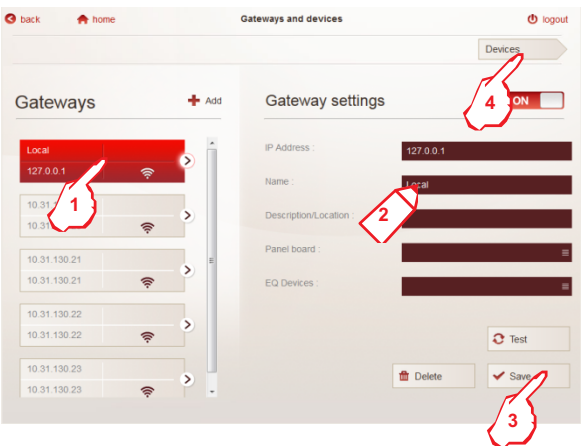 back
home
Gateways and devices
logout
Devices
Gateways
Add
Gateway settings
4
ON
Local
127.0.0.1
1
10.31.
10.31.130.21
10.31.130.21
10.31.130.22
10.31.130.22
10.31.130.23
10.31.130.23
IP Address :
127.0.0.1
Name :
Local
Description/Location :
2
Panel board :
EQ Devices :
Test
Delete
Save
3